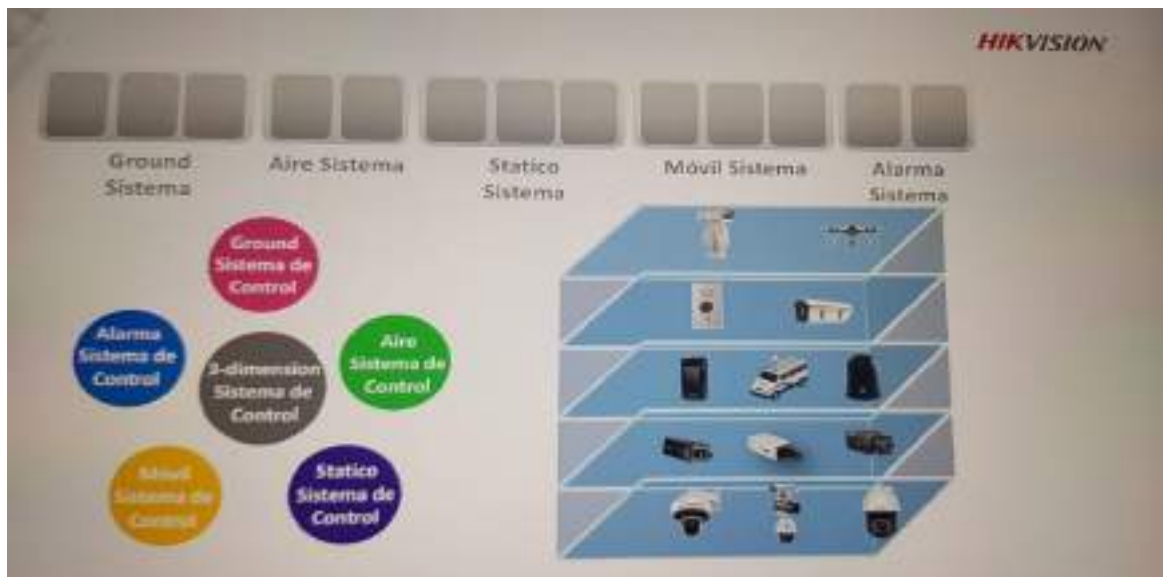 HIKVISION
Ground
Sistema
Aire Sistema
Statico
Sistema
Móvil Sistema
Alarma
Sistema
Ground
Sistema de
Control
Alarma
Sistema de
Control
3-dimension
Sistema de
Control
Aire
Sistema de
Control
Móvil
Sistema de
Control
Statico
Sistema de
Control